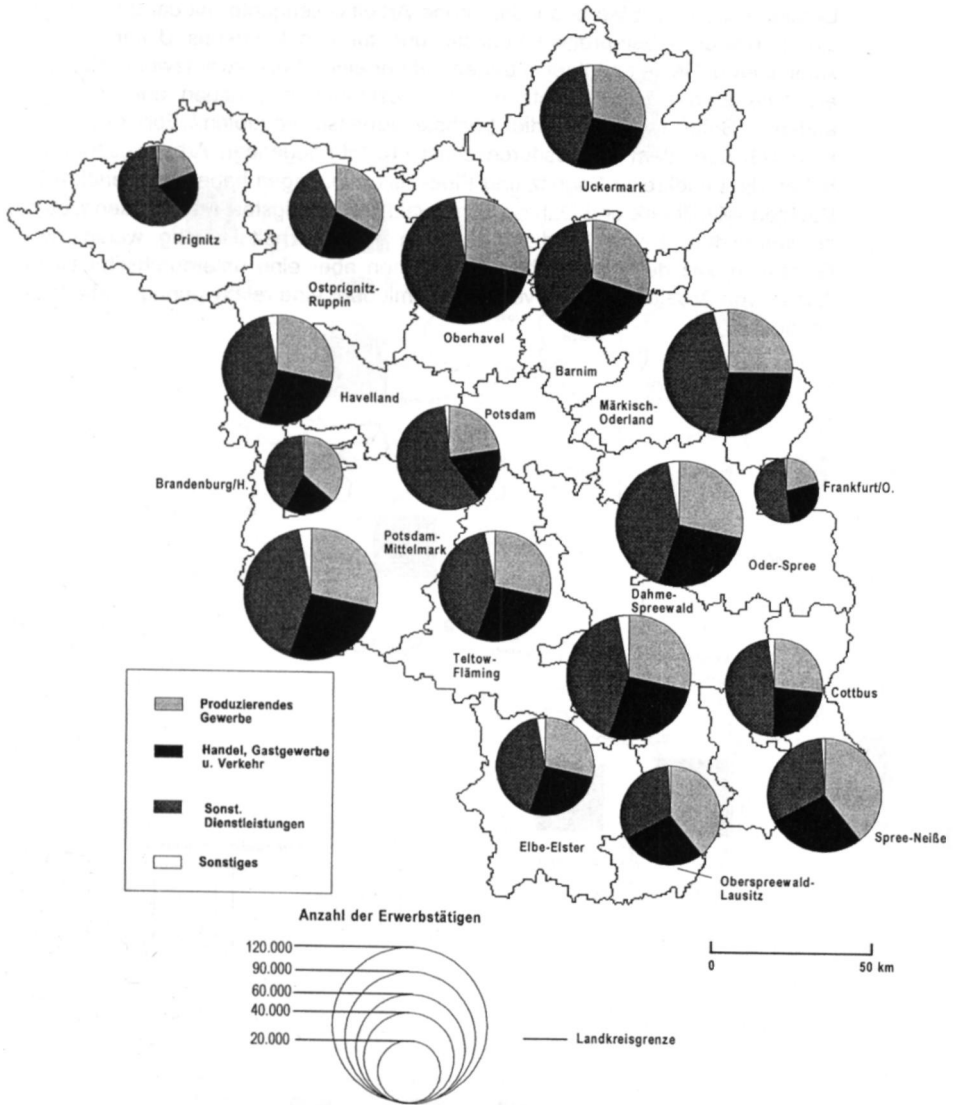 Uckermark
Prignitz
Ostprignitz-
Ruppin
Oberhavel
Barnim
Havelland
Märkisch-
Oderland
Potsdam
Brandenburg/H.
Frankfurt/O.
Potsdam-
Mittelmark
Oder-Spree
Dahme-
Spreewald
Teltow-
Fläming
Cottbus
Spree-Neiße
Elbe-Elster
Oberspreewald-
Lausitz
Produzierendes
Gewerbe
Handel, Gastgewerbe
u. Verkehr
Sonst.
Dienstleistungen
Sonstiges
Anzahl der Erwerbstätigen
120.000
90.000
60.000
40.000
20.000
0 50 km
Landkreisgrenze